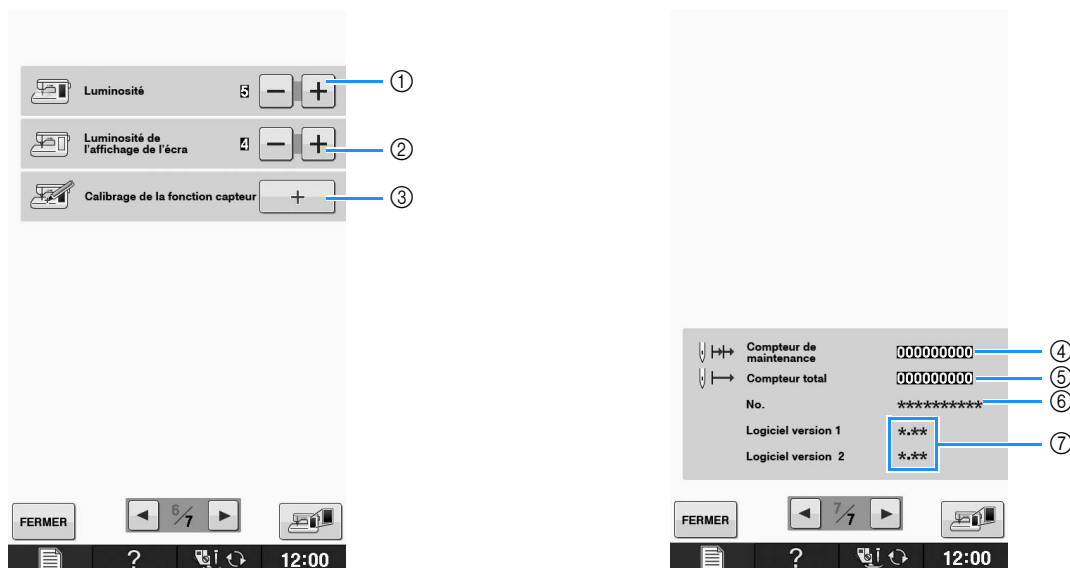 Luminosité 5 − + ①
Luminosité de
l'affichage de l'écra 4 − + ②
Calibrage de la fonction capteur + ③
FERMER 6/7
? 12:00
Compteur de
maintenance 000000000 ④
Compteur total 000000000 ⑤
No. ********** ⑥
Logiciel version 1 *.**
⑦
Logiciel version 2 *.**
FERMER 7/7
? 12:00